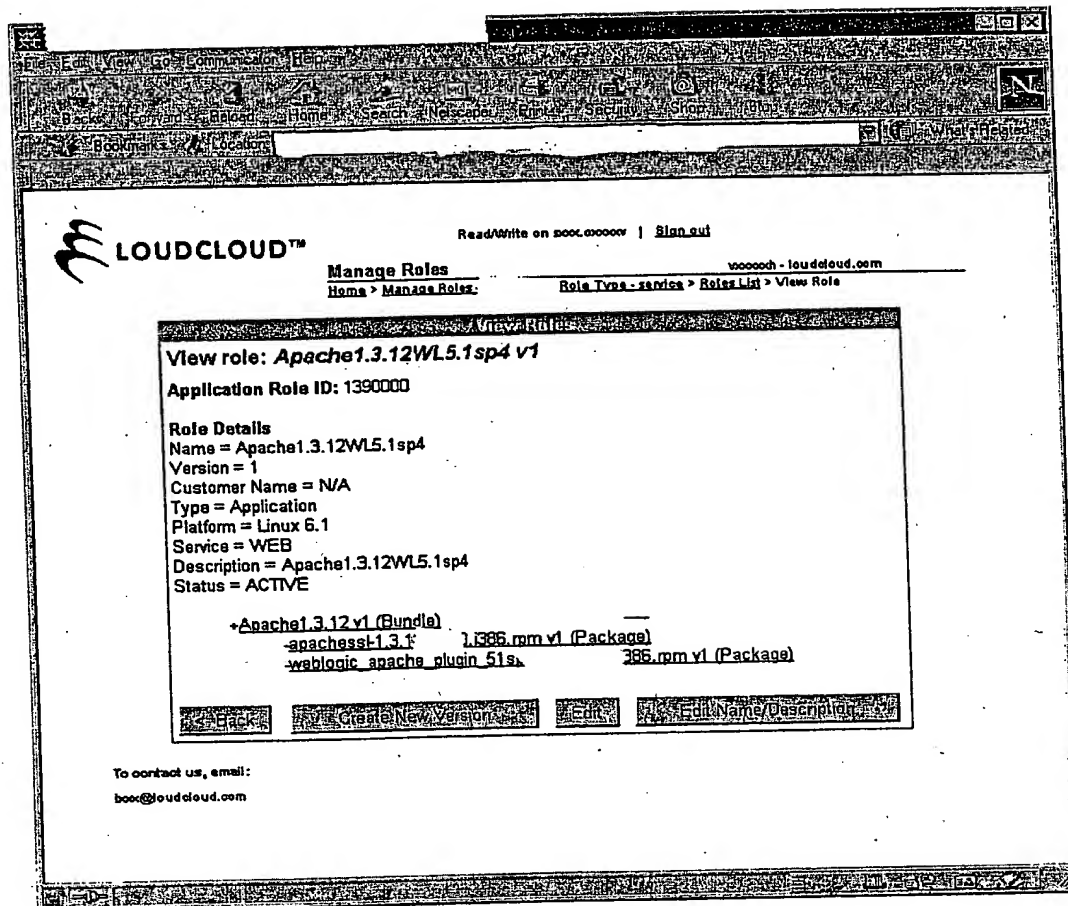 File Edit View Go Communicator Help
Back Forward Reload Home Search Netscape Print Security Shop Stop
Bookmarks Location What's Related
LOUDCLOUD™
Read/Write on | Sign out
Manage Roles
- loudcloud.com
Home > Manage Roles: Role Type - service > Roles List > View Role
View Roles
View role: Apache1.3.12WL5.1sp4 v1
Application Role ID: 1390000
Role Details
Name = Apache1.3.12WL5.1sp4
Version = 1
Customer Name = N/A
Type = Application
Platform = Linux 6.1
Service = WEB
Description = Apache1.3.12WL5.1sp4
Status = ACTIVE
+Apache1.3.12 v1 (Bundle)
-apachessl-1.3.1 .i386.rpm v1 (Package)
-weblogic_apache_plugin_51s 386.rpm v1 (Package)
< Back Create New Version Edit Edit Name/Description
To contact us, email:
@loudcloud.com